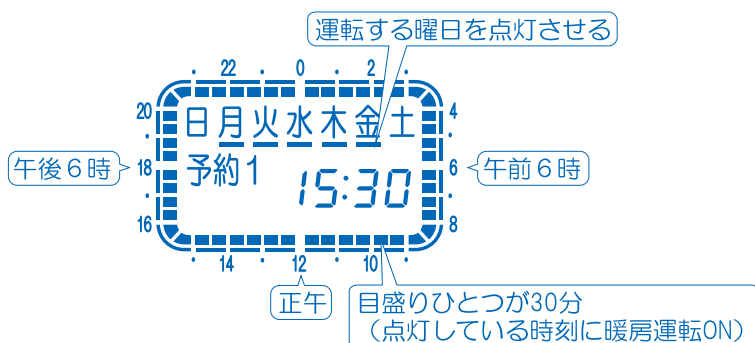 運転する曜日を点灯させる
22 0 2
20 4
日月火水木金土
午後6時 18 6 午前6時
予約1
15:30
16 8
14 12 10
正午
目盛りひとつが30分
（点灯している時刻に暖房運転ON）